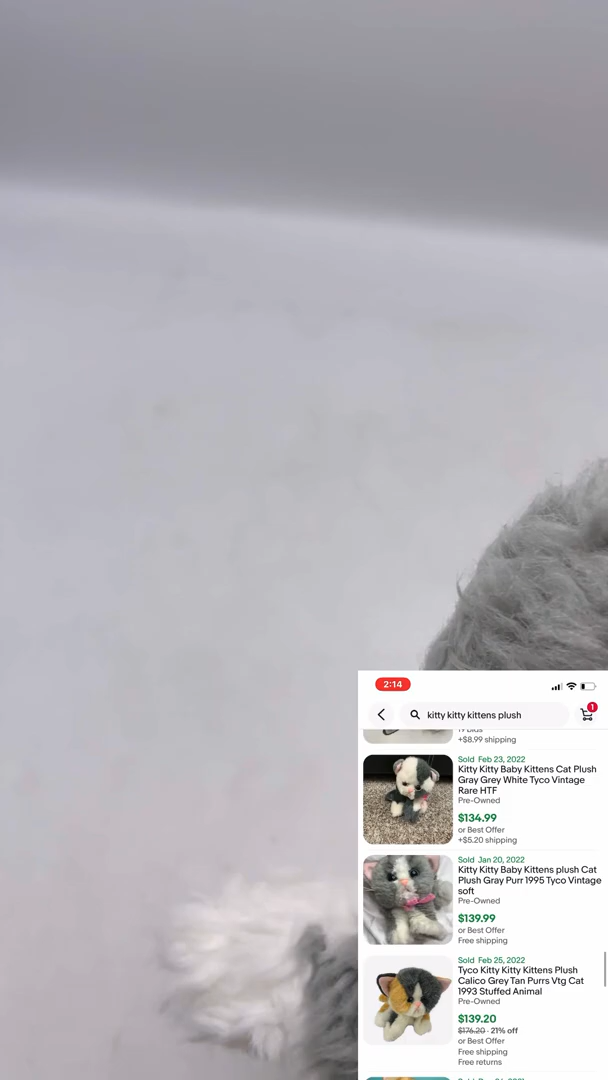 2:14
kitty kitty kittens plush
1
+$8.99 shipping
Sold Feb 23, 2022
Kitty Kitty Baby Kittens Cat Plush
Gray Grey White Tyco Vintage
Rare HTF
Pre-Owned
$134.99
or Best Offer
+$5.20 shipping
Sold Jan 20, 2022
Kitty Kitty Baby Kittens plush Cat
Plush Gray Purr 1995 Tyco Vintage
soft
Pre-Owned
$139.99
or Best Offer
Free shipping
Sold Feb 25, 2022
Tyco Kitty Kitty Kittens Plush
Calico Grey Tan Purrs Vtg Cat
1993 Stuffed Animal
Pre-Owned
$139.20
$176.20 · 21% off
or Best Offer
Free shipping
Free returns